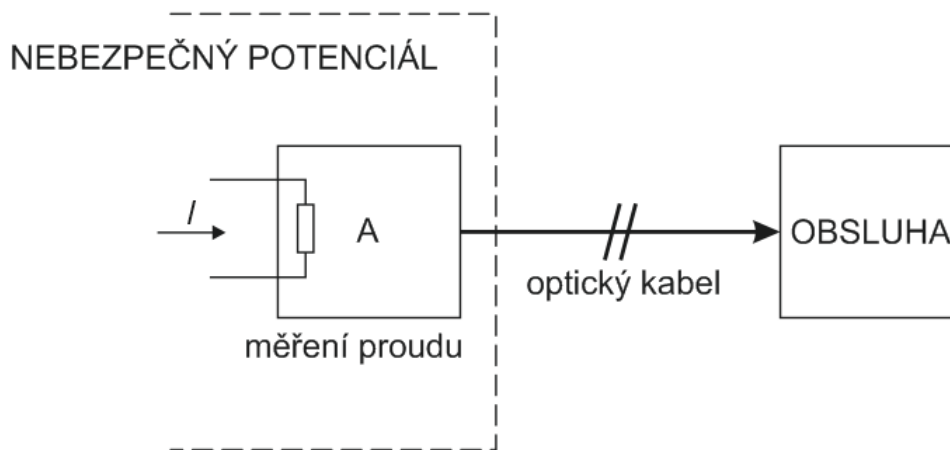 NEBEZPEČNÝ POTENCIÁL
I
A
OBSLUHA
optický kabel
měření proudu